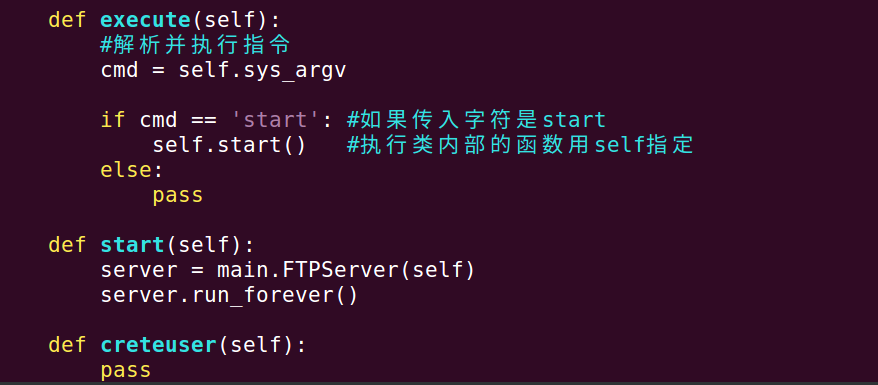 def execute(self):
#解析并执行指令
cmd = self.sys_argv
if cmd == 'start': #如果传入字符是start
self.start() #执行类内部的函数用self指定
else:
pass
def start(self):
server = main.FTPServer(self)
server.run_forever()
def creteuser(self):
pass